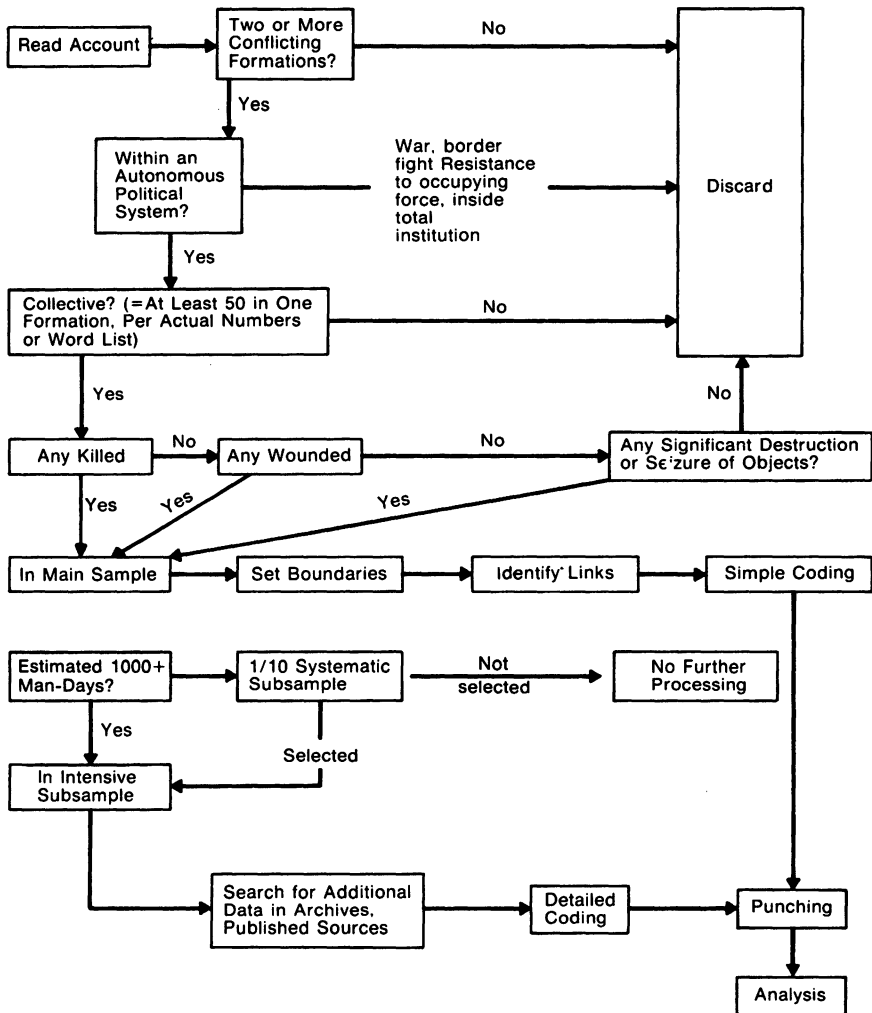 Read Account
Two or More
Conflicting
Formations?
No
Yes
Within an
Autonomous
Political
System?
War, border
fight Resistance
to occupying
force, inside
total
institution
Discard
Yes
Collective? (=At Least 50 in One
Formation, Per Actual Numbers
or Word List)
No
Yes
No
Any Killed
No
Any Wounded
No
Any Significant Destruction
or Seizure of Objects?
Yes
Yes
Yes
In Main Sample
Set Boundaries
Identify Links
Simple Coding
Estimated 1000+
Man-Days?
1/10 Systematic
Subsample
Not
selected
No Further
Processing
Yes
Selected
In Intensive
Subsample
Search for Additional
Data in Archives,
Published Sources
Detailed
Coding
Punching
Analysis